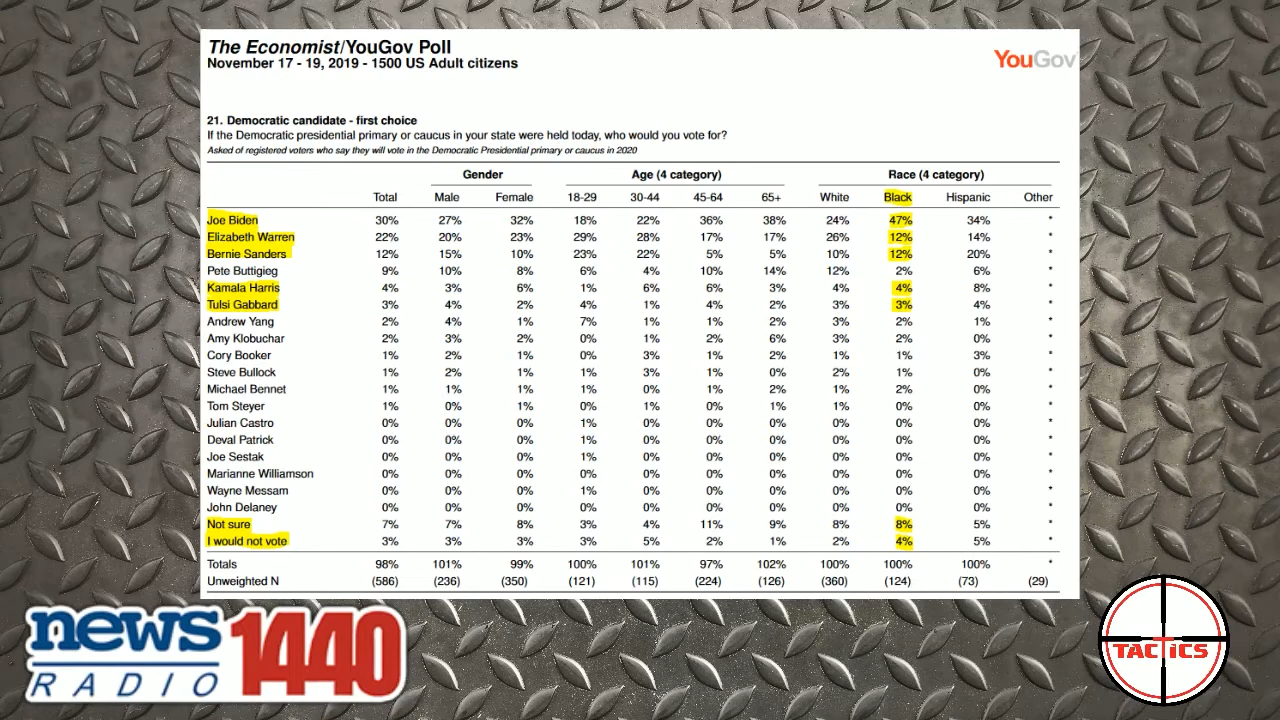 The Economist/YouGov Poll
November 17 - 19, 2019 - 1500 US Adult citizens
YouGov
21. Democratic candidate - first choice
If the Democratic presidential primary or caucus in your state were held today, who would you vote for?
Asked of registered voters who say they will vote in the Democratic Presidential primary or caucus in 2020
Gender Age (4 category) Race (4 category)
Total Male Female 18-29 30-44 45-64 65+ White Black Hispanic Other
Joe Biden 30% 27% 32% 18% 22% 36% 38% 24% 47% 34% *
Elizabeth Warren 22% 20% 23% 29% 28% 17% 17% 26% 12% 14% *
Bernie Sanders 12% 15% 10% 23% 22% 5% 5% 10% 12% 20% *
Pete Buttigieg 9% 10% 8% 6% 4% 10% 14% 12% 2% 6% *
Kamala Harris 4% 3% 6% 1% 6% 6% 3% 4% 4% 8% *
Tulsi Gabbard 3% 4% 2% 4% 1% 4% 2% 3% 3% 4% *
Andrew Yang 2% 4% 1% 7% 1% 1% 2% 3% 2% 1% *
Amy Klobuchar 2% 3% 2% 0% 1% 2% 6% 3% 2% 0% *
Cory Booker 1% 2% 1% 0% 3% 1% 2% 1% 1% 3% *
Steve Bullock 1% 2% 1% 1% 3% 1% 0% 2% 1% 0% *
Michael Bennet 1% 1% 1% 1% 0% 1% 2% 1% 2% 0% *
Tom Steyer 1% 0% 1% 0% 1% 1% 1% 1% 0% 0% *
Julian Castro 0% 0% 0% 1% 0% 0% 0% 0% 0% 0% *
Deval Patrick 0% 0% 0% 1% 0% 0% 0% 0% 0% 0% *
Joe Sestak 0% 0% 0% 1% 0% 0% 0% 0% 0% 0% *
Marianne Williamson 0% 0% 0% 0% 0% 0% 0% 0% 0% 0% *
Wayne Messam 0% 0% 0% 1% 0% 0% 0% 0% 0% 0% *
John Delaney 0% 0% 0% 0% 0% 0% 0% 0% 0% 0% *
Not sure 7% 7% 8% 3% 4% 11% 9% 8% 8% 5% *
I would not vote 3% 3% 3% 3% 5% 2% 1% 2% 4% 5% *
Totals 98% 101% 99% 100% 101% 97% 102% 100% 100% 100% *
Unweighted N (586) (236) (350) (121) (115) (224) (126) (360) (124) (73) (29)
news 1440
RADIO
TACTICS